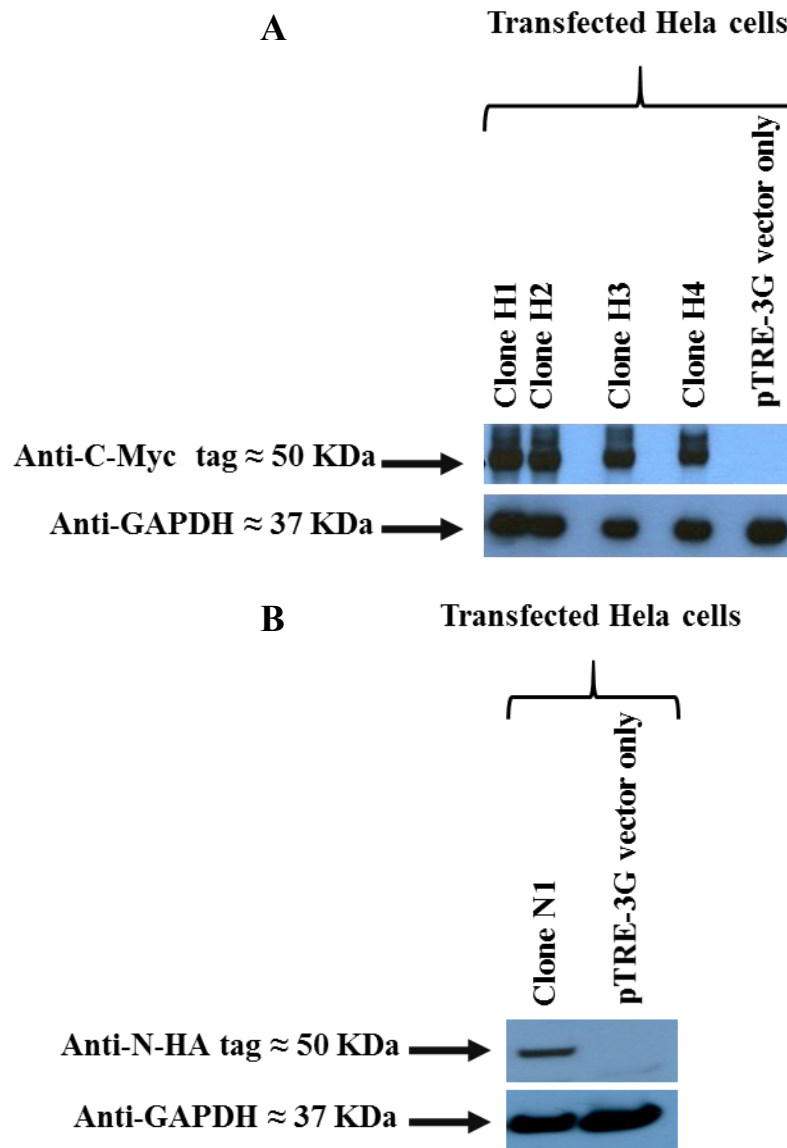 A
Transfected Hela cells
Clone H1
Clone H2
Clone H3
Clone H4
pTRE-3G vector only
Anti-C-Myc tag ≈ 50 KDa
Anti-GAPDH ≈ 37 KDa
B
Transfected Hela cells
Clone N1
pTRE-3G vector only
Anti-N-HA tag ≈ 50 KDa
Anti-GAPDH ≈ 37 KDa